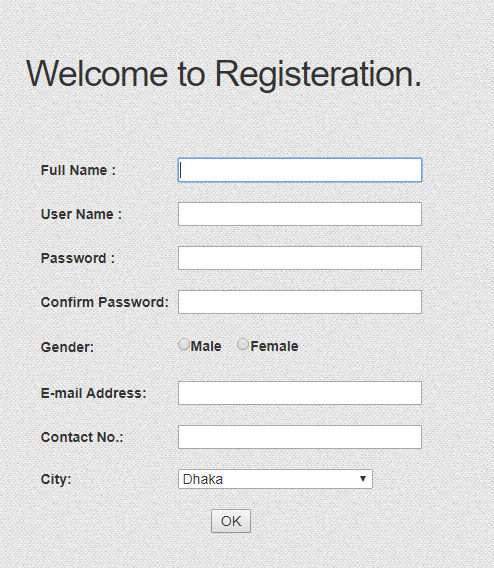 Welcome to Registeration.
Full Name :
User Name :
Password :
Confirm Password:
Gender: Male Female
E-mail Address:
Contact No.:
City: Dhaka
OK